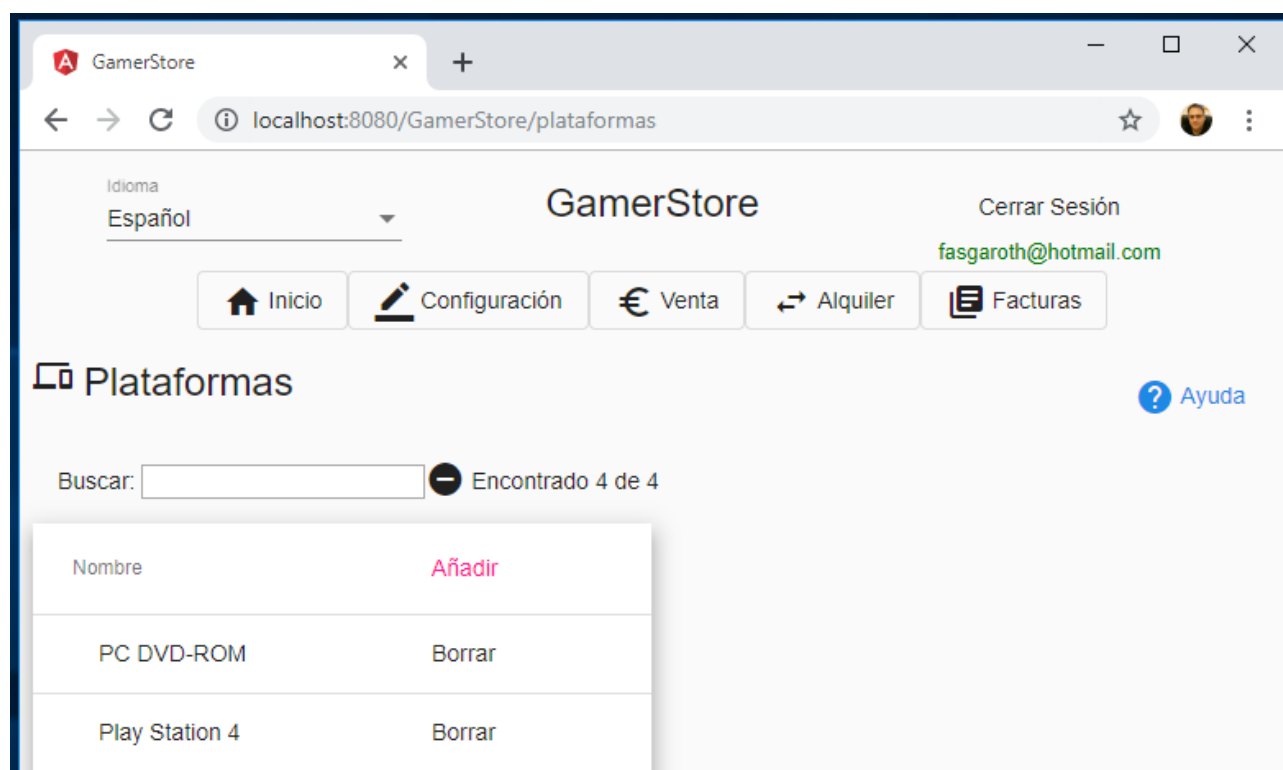 GamerStore
localhost:8080/GamerStore/plataformas
Idioma
Español
GamerStore
Cerrar Sesión
fasgaroth@hotmail.com
Inicio Configuración € Venta Alquiler Facturas
Plataformas
? Ayuda
Buscar: Encontrado 4 de 4
Nombre Añadir
PC DVD-ROM Borrar
Play Station 4 Borrar